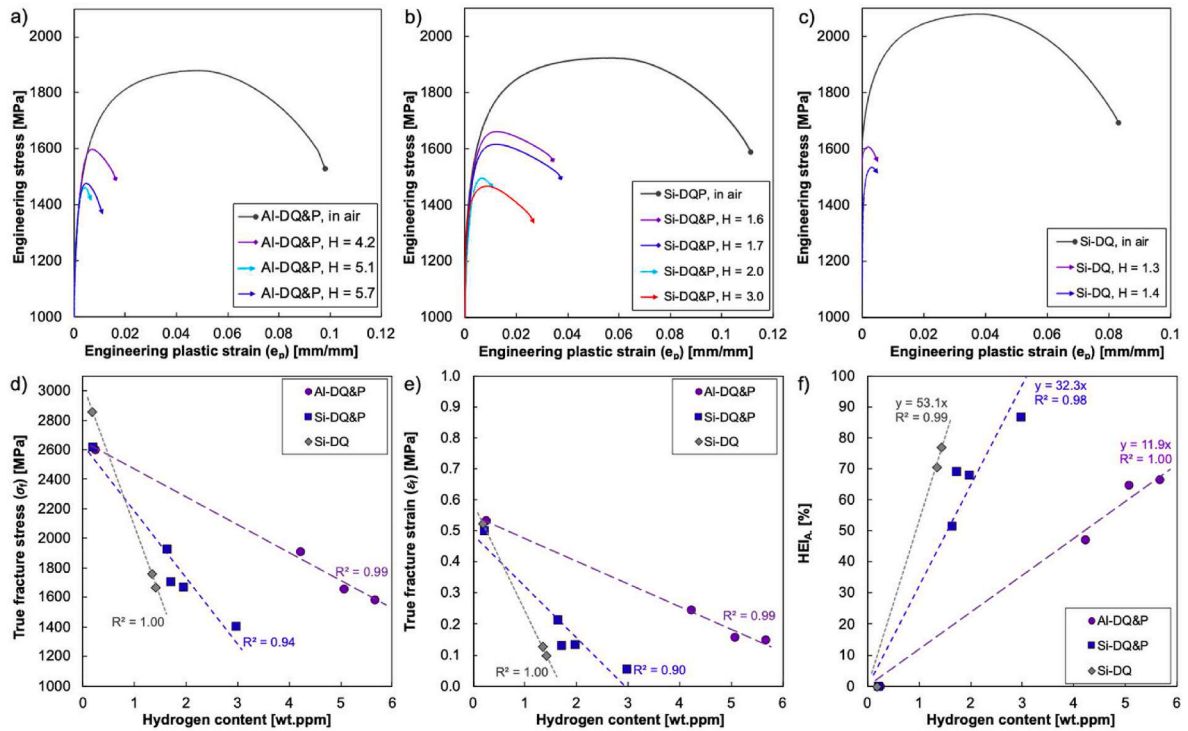 a)
Engineering stress [MPa]
2000
1800
1600
1400
1200
1000
Al-DQ&P, in air
Al-DQ&P, H = 4.2
Al-DQ&P, H = 5.1
Al-DQ&P, H = 5.7
0 0.02 0.04 0.06 0.08 0.1 0.12
Engineering plastic strain (eₚ) [mm/mm]
b)
Engineering stress [MPa]
2000
1800
1600
1400
1200
1000
Si-DQP, in air
Si-DQ&P, H = 1.6
Si-DQ&P, H = 1.7
Si-DQ&P, H = 2.0
Si-DQ&P, H = 3.0
0 0.02 0.04 0.06 0.08 0.1 0.12
Engineering plastic strain (eₚ) [mm/mm]
c)
Engineering stress [MPa]
2000
1800
1600
1400
1200
1000
Si-DQ, in air
Si-DQ, H = 1.3
Si-DQ, H = 1.4
0 0.02 0.04 0.06 0.08 0.1
Engineering plastic strain (eₚ) [mm/mm]
d)
True fracture stress (σf) [MPa]
3000
2800
2600
2400
2200
2000
1800
1600
1400
1200
1000
Al-DQ&P
Si-DQ&P
Si-DQ
R² = 0.99
R² = 1.00
R² = 0.94
0 1 2 3 4 5 6
Hydrogen content [wt.ppm]
e)
True fracture strain (εf) [MPa]
1.0
0.9
0.8
0.7
0.6
0.5
0.4
0.3
0.2
0.1
0.0
Al-DQ&P
Si-DQ&P
Si-DQ
R² = 0.99
R² = 1.00
R² = 0.90
0 1 2 3 4 5 6
Hydrogen content [wt.ppm]
f)
HEI_A. [%]
100
90
80
70
60
50
40
30
20
10
0
y = 53.1x
R² = 0.99
y = 32.3x
R² = 0.98
y = 11.9x
R² = 1.00
Al-DQ&P
Si-DQ&P
Si-DQ
0 1 2 3 4 5 6
Hydrogen content [wt.ppm]